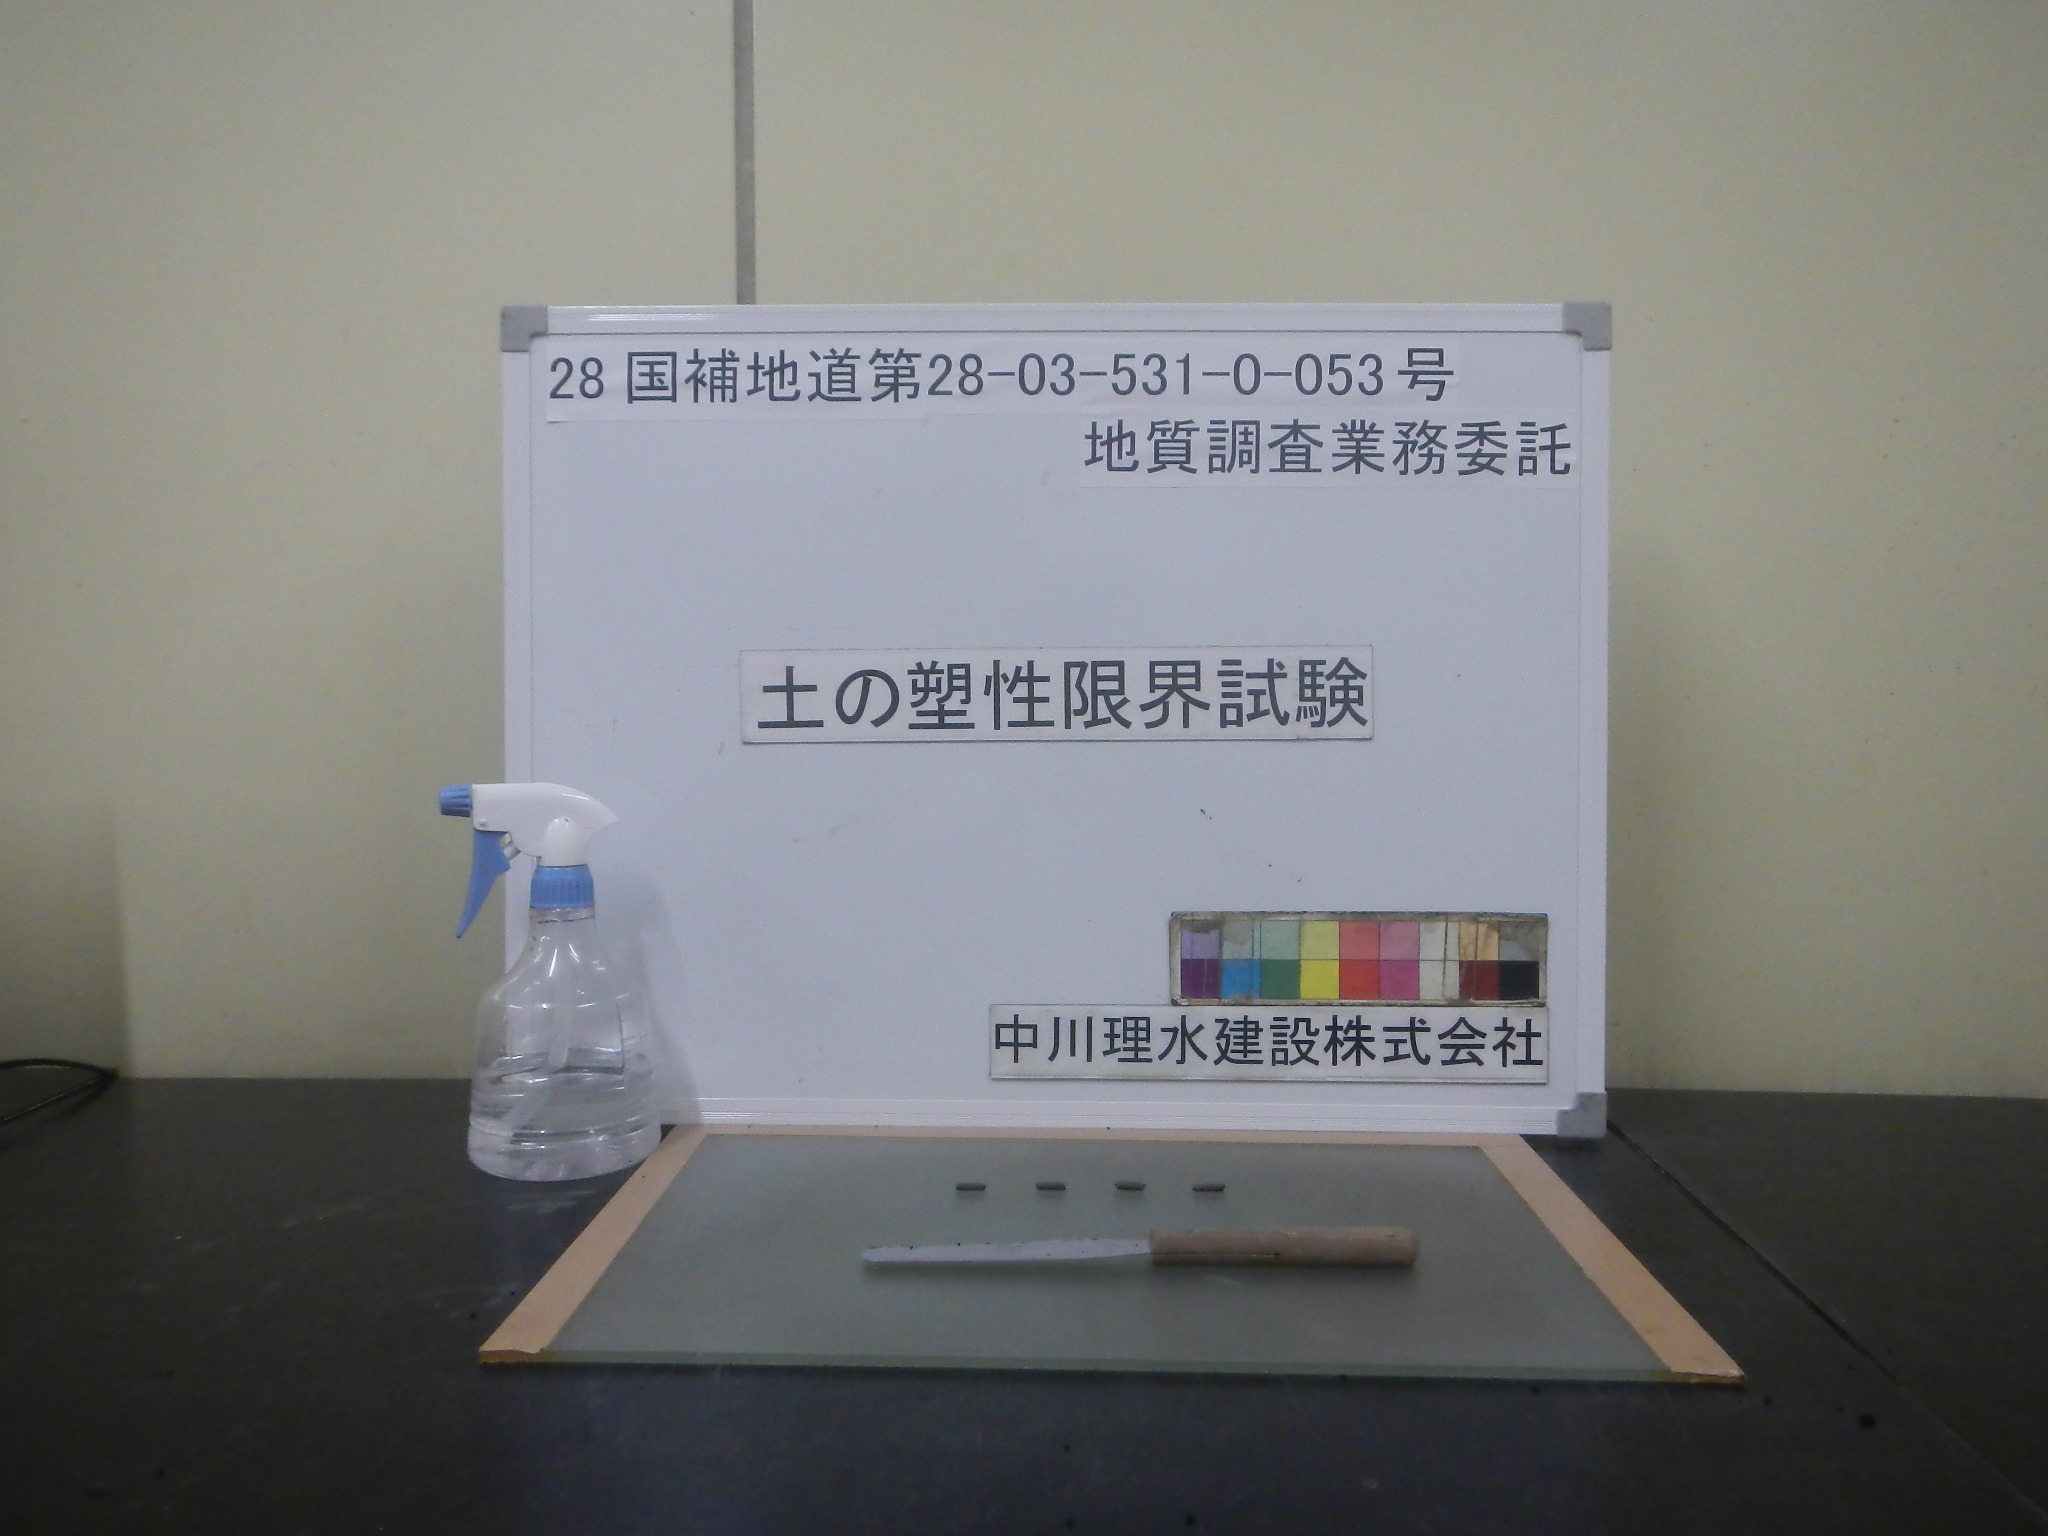 28 国補地道第28-03-531-0-053号
地質調査業務委託
土の塑性限界試験
中川理水建設株式会社